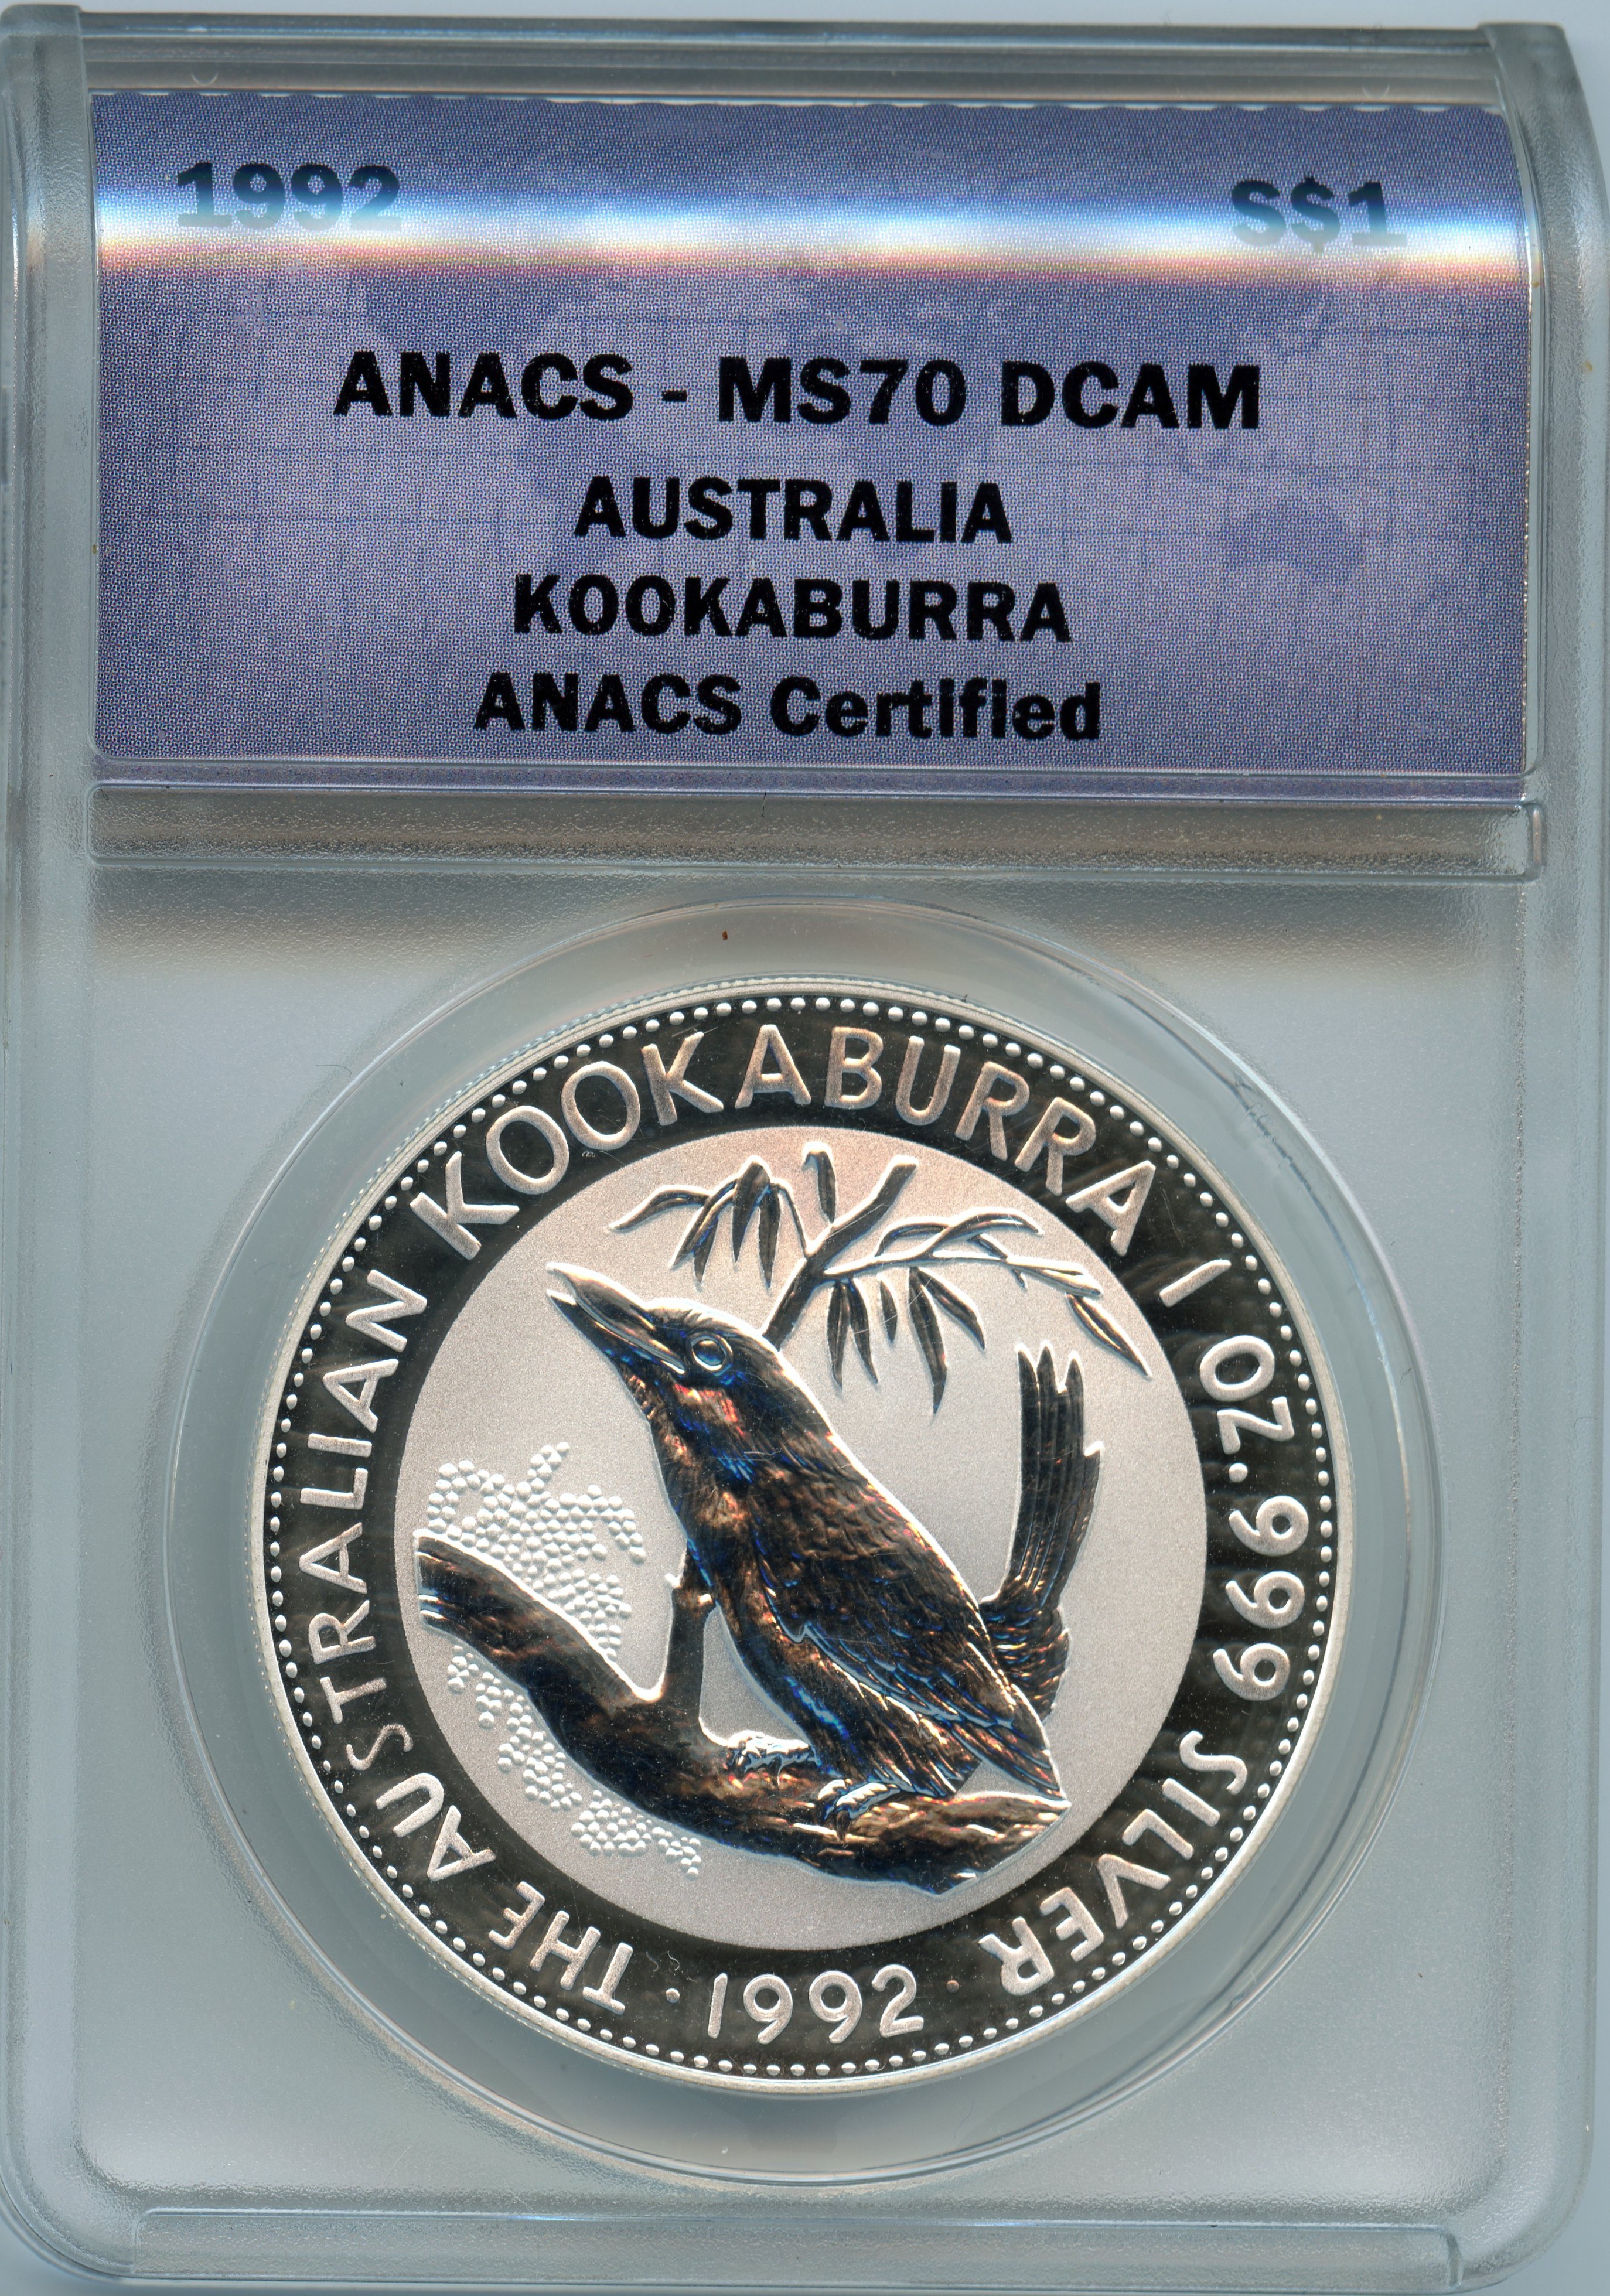 1992 S$1
ANACS - MS70 DCAM
AUSTRALIA
KOOKABURRA
ANACS Certified
THE AUSTRALIAN KOOKABURRA 1 OZ. 999 SILVER
· 1992 ·